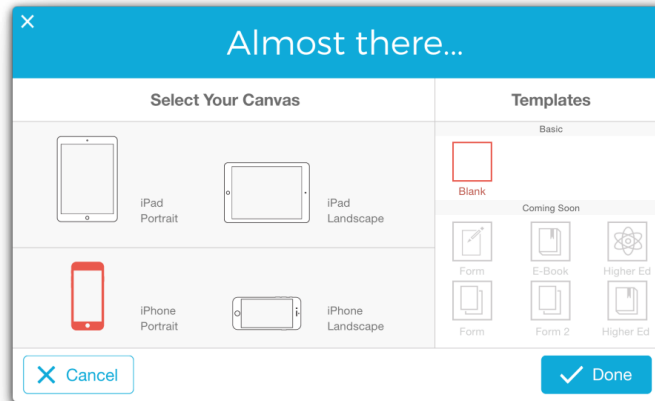 Almost there...
Select Your Canvas
Templates
Basic
Blank
Coming Soon
iPad
Portrait
iPad
Landscape
iPhone
Portrait
iPhone
Landscape
Form
E-Book
Higher Ed
Form
Form 2
Higher Ed
Cancel
Done